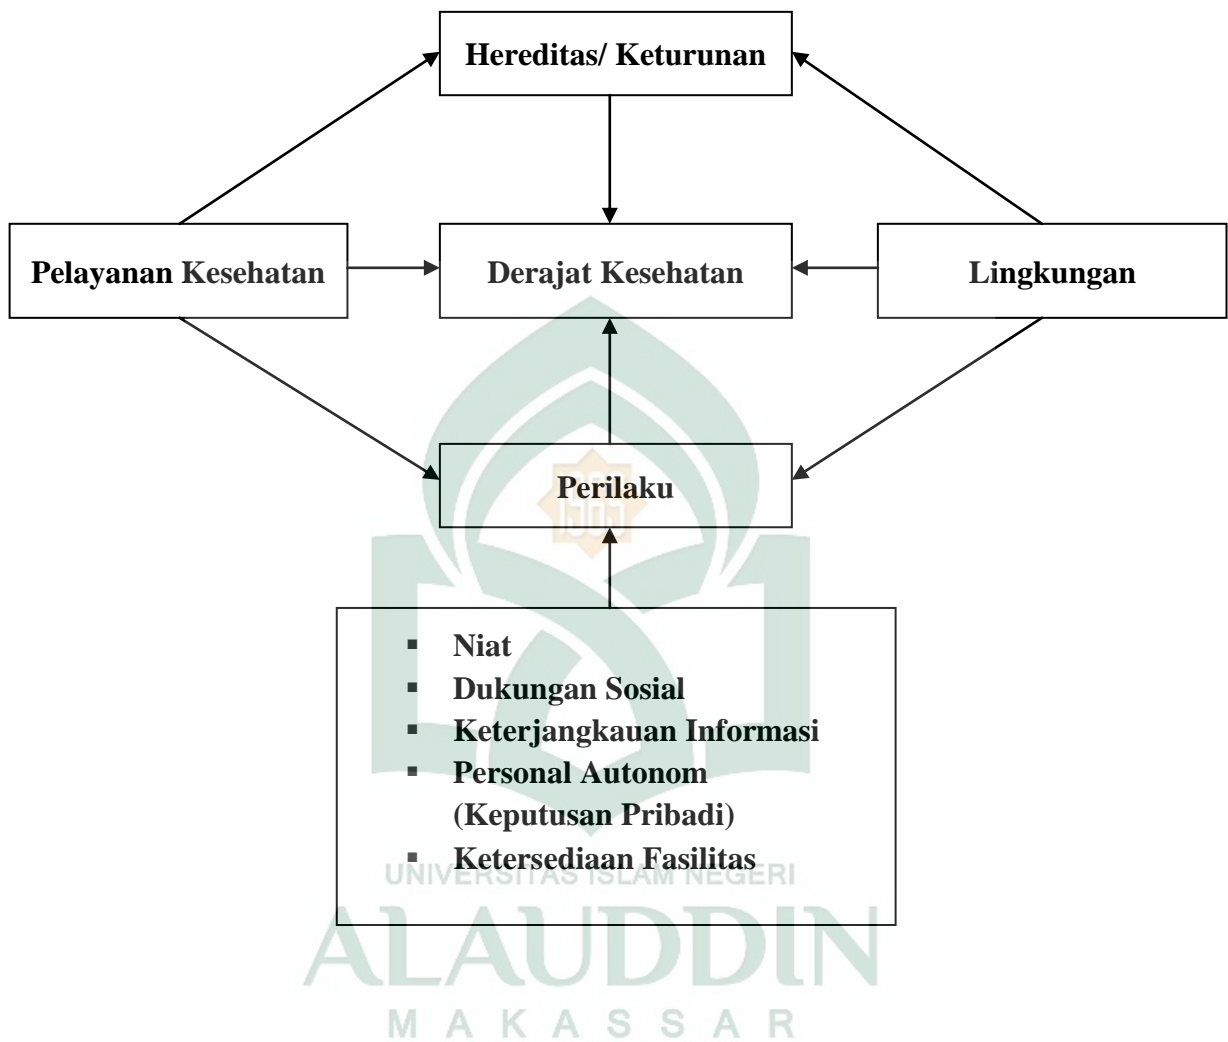 Hereditas/ Keturunan
Pelayanan Kesehatan
Derajat Kesehatan
Lingkungan
Perilaku
▪ Niat
▪ Dukungan Sosial
▪ Keterjangkauan Informasi
▪ Personal Autonom
(Keputusan Pribadi)
▪ Ketersediaan Fasilitas
UNIVERSITAS ISLAM NEGERI
ALAUDDIN
MAKASSAR